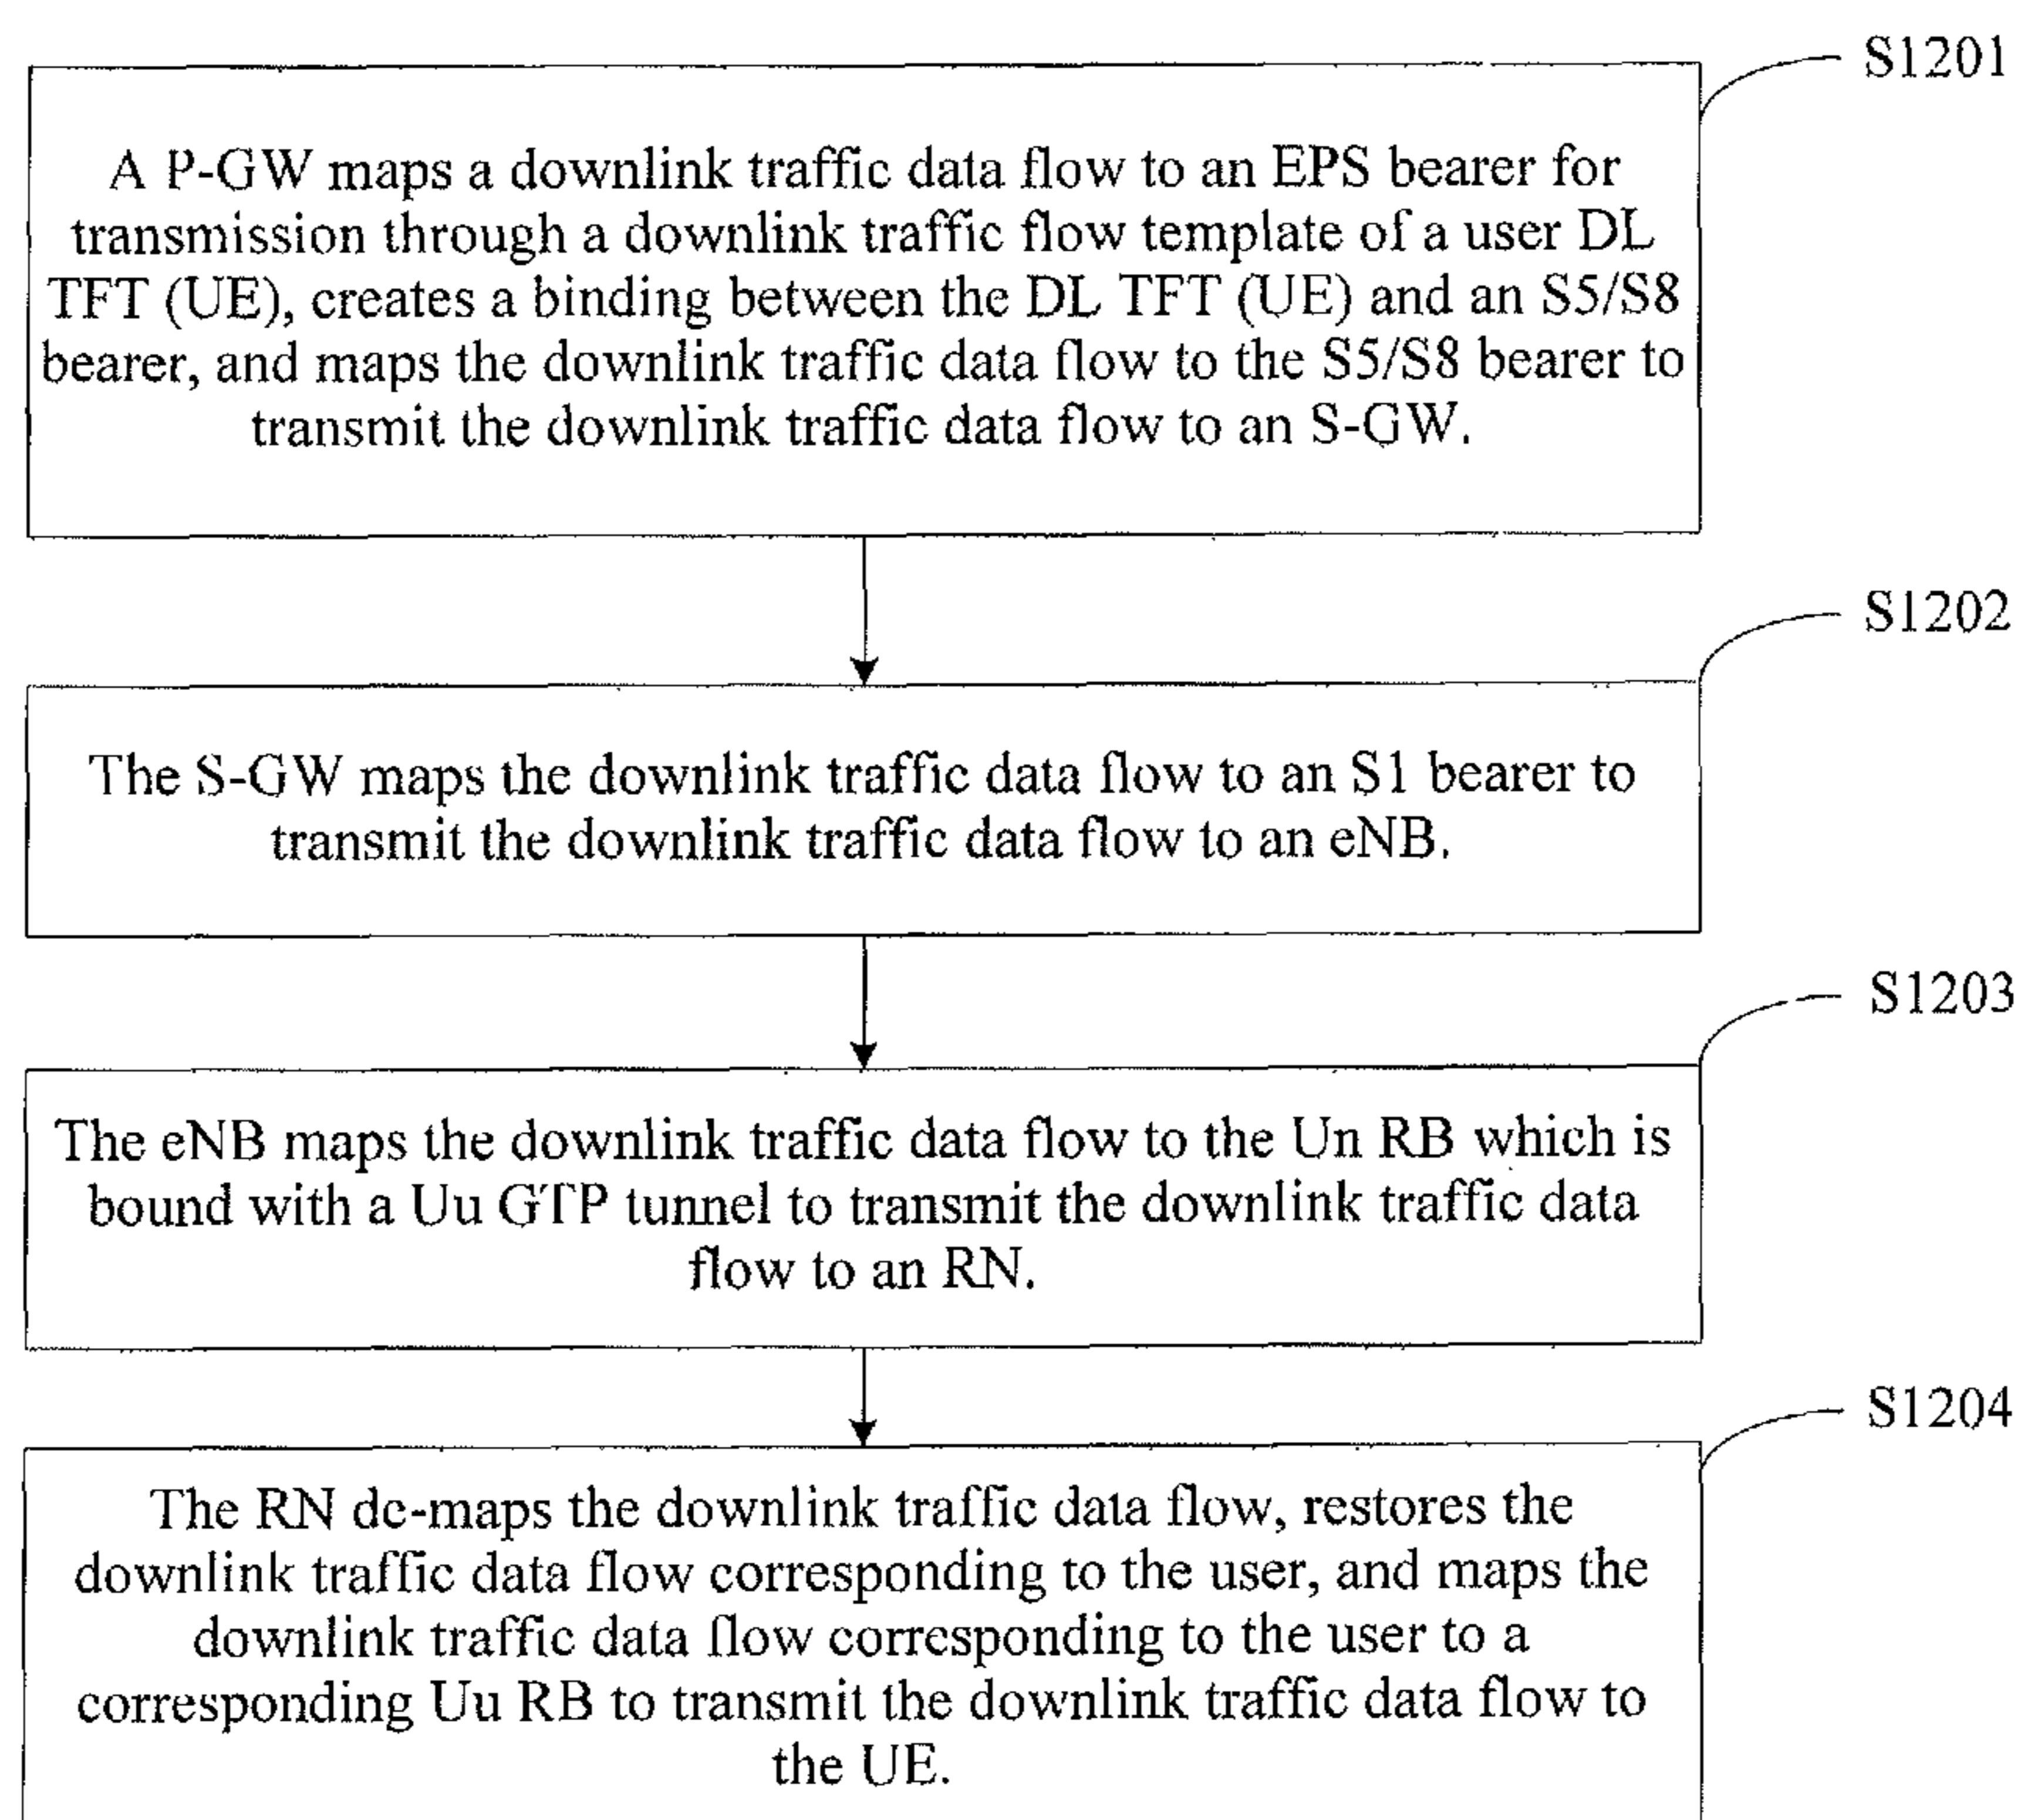 S1201
A P-GW maps a downlink traffic data flow to an EPS bearer for
transmission through a downlink traffic flow template of a user DL
TFT (UE), creates a binding between the DL TFT (UE) and an S5/S8
bearer, and maps the downlink traffic data flow to the S5/S8 bearer to
transmit the downlink traffic data flow to an S-GW.
S1202
The S-GW maps the downlink traffic data flow to an S1 bearer to
transmit the downlink traffic data flow to an eNB.
S1203
The eNB maps the downlink traffic data flow to the Un RB which is
bound with a Uu GTP tunnel to transmit the downlink traffic data
flow to an RN.
S1204
The RN de-maps the downlink traffic data flow, restores the
downlink traffic data flow corresponding to the user, and maps the
downlink traffic data flow corresponding to the user to a
corresponding Uu RB to transmit the downlink traffic data flow to
the UE.